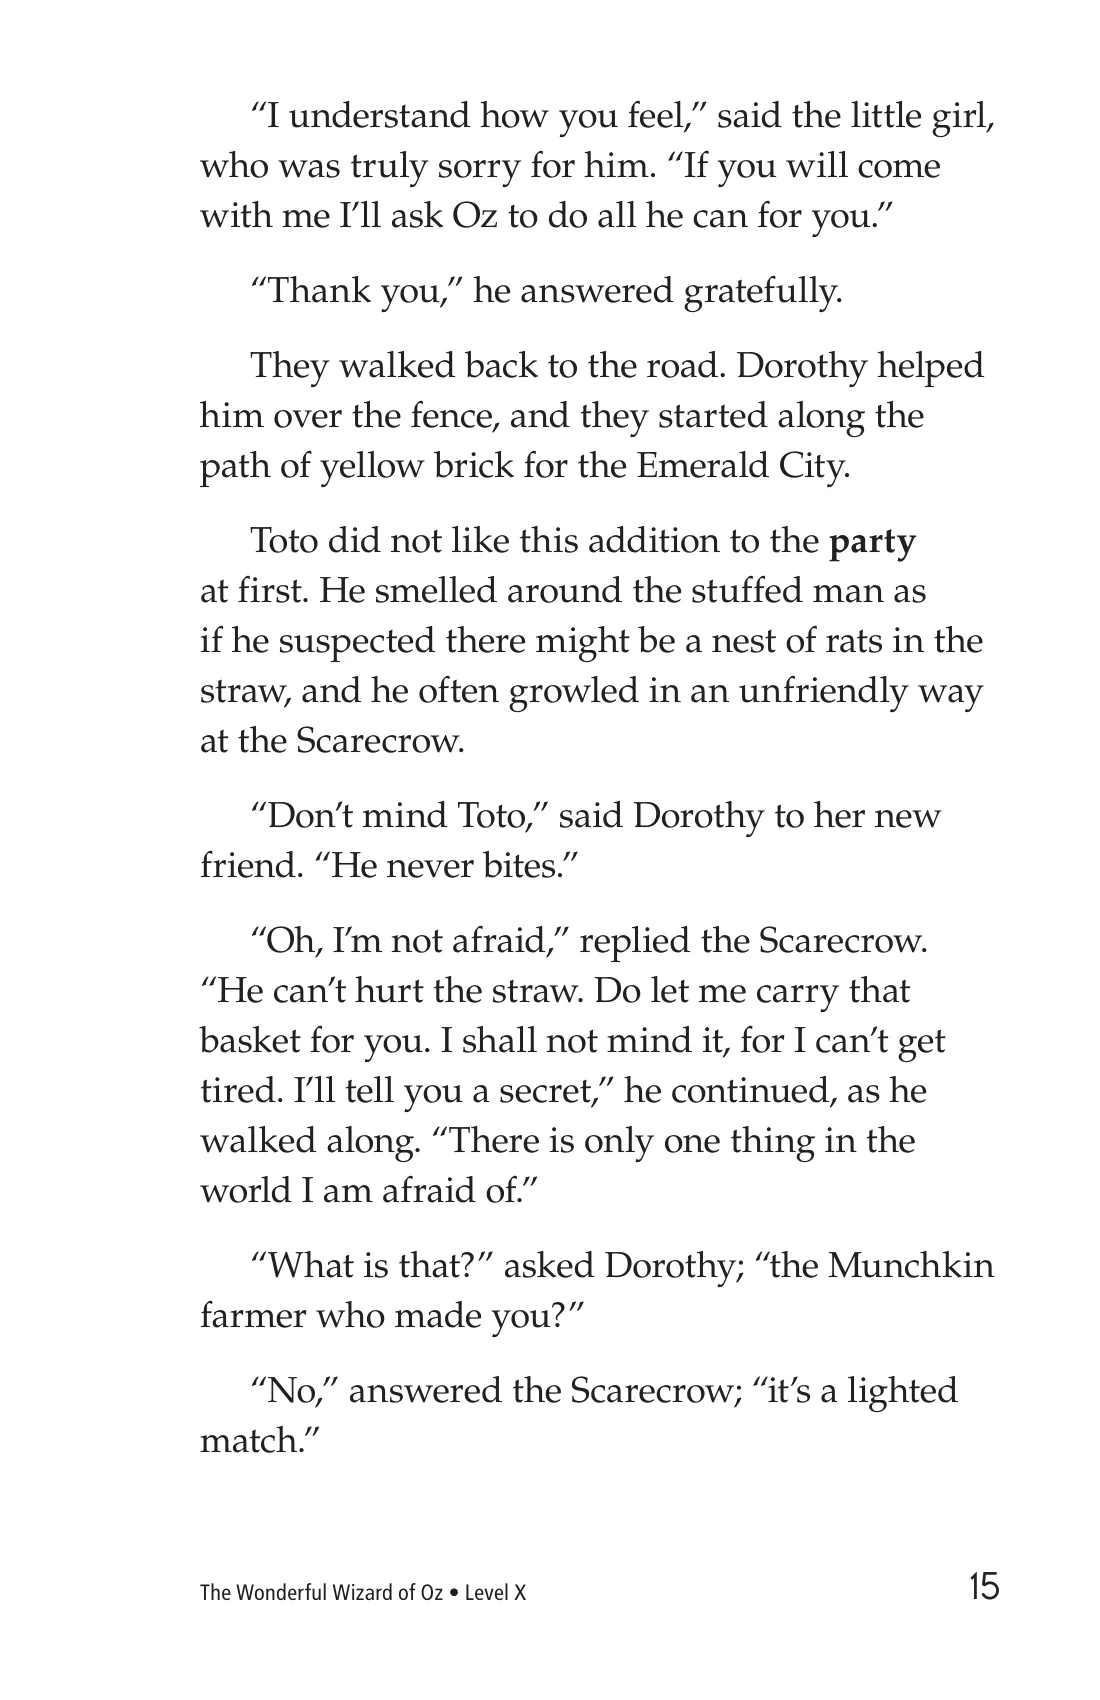 “I understand how you feel,” said the little girl,
who was truly sorry for him. “If you will come
with me I’ll ask Oz to do all he can for you.”
“Thank you,” he answered gratefully.
They walked back to the road. Dorothy helped
him over the fence, and they started along the
path of yellow brick for the Emerald City.
Toto did not like this addition to the party
at first. He smelled around the stuffed man as
if he suspected there might be a nest of rats in the
straw, and he often growled in an unfriendly way
at the Scarecrow.
“Don’t mind Toto,” said Dorothy to her new
friend. “He never bites.”
“Oh, I’m not afraid,” replied the Scarecrow.
“He can’t hurt the straw. Do let me carry that
basket for you. I shall not mind it, for I can’t get
tired. I’ll tell you a secret,” he continued, as he
walked along. “There is only one thing in the
world I am afraid of.”
“What is that?” asked Dorothy; “the Munchkin
farmer who made you?”
“No,” answered the Scarecrow; “it’s a lighted
match.”
The Wonderful Wizard of Oz • Level X
15